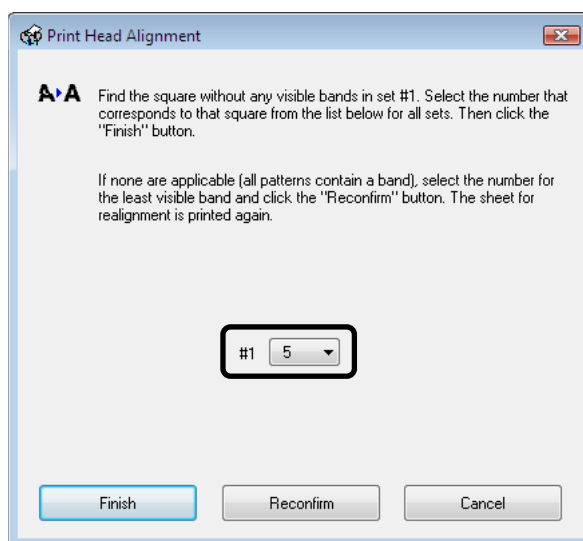 Print Head Alignment
A A
Find the square without any visible bands in set #1. Select the number that
corresponds to that square from the list below for all sets. Then click the
"Finish" button.
If none are applicable (all patterns contain a band), select the number for
the least visible band and click the "Reconfirm" button. The sheet for
realignment is printed again.
#1 5
Finish Reconfirm Cancel